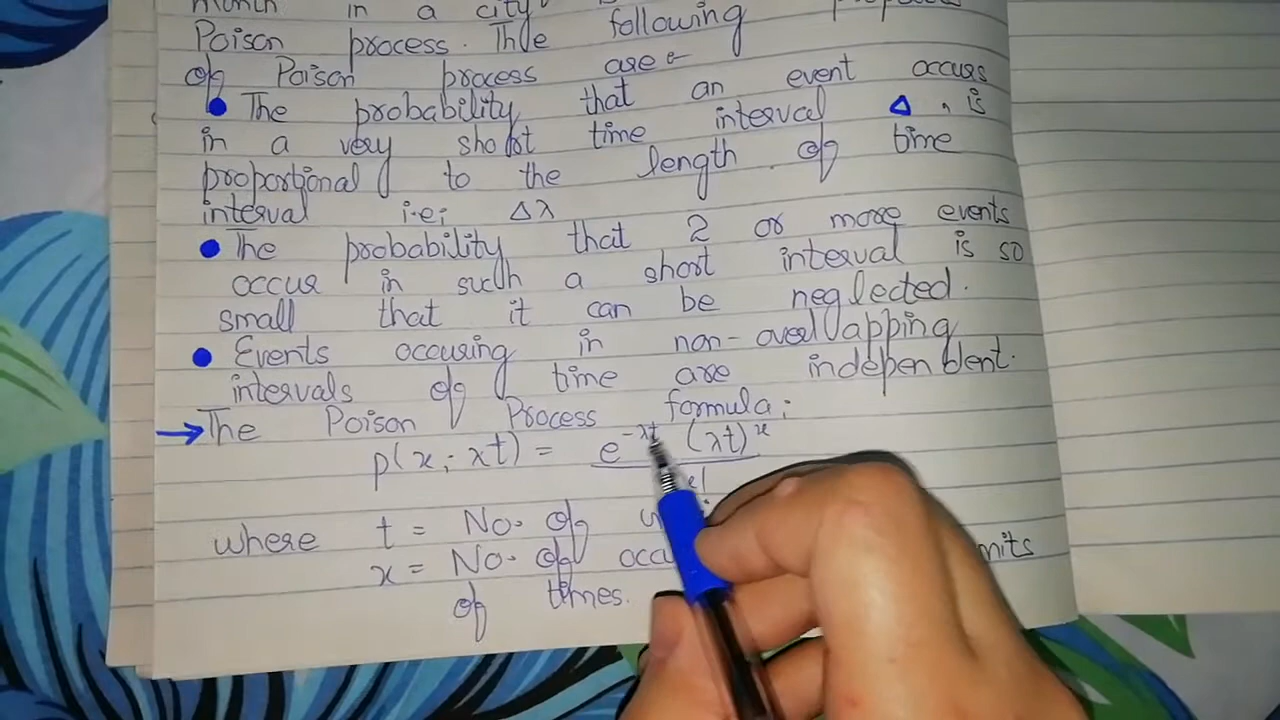 month in a city
Poison process. The following
of Poison process are:-
The probability that an event occurs
in a very short time interval Δ, is
proportional to the length of time
interval i.e; Δλ
The probability that 2 or more events
occur in such a short interval is so
small that it can be neglected.
Events occuring in non-overlapping
intervals of time are independent.
→ The Poison Process formula:
p(x; λt) = e^-λt (λt)^x
where t = No. of
x = No. of
of times.